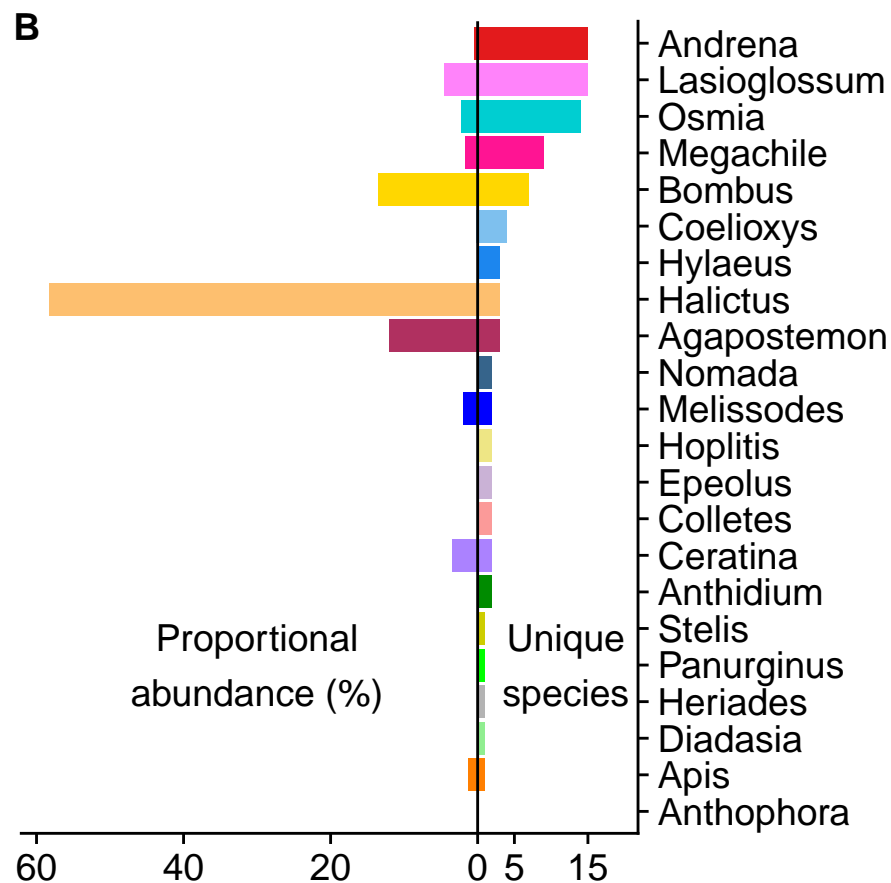 B
Andrena
Lasioglossum
Osmia
Megachile
Bombus
Coelioxys
Hylaeus
Halictus
Agapostemon
Nomada
Melissodes
Hoplitis
Epeolus
Colletes
Ceratina
Anthidium
Stelis
Panurginus
Heriades
Diadasia
Apis
Anthophora
Proportional
abundance (%)
Unique
species
60 40 20 0 5 15